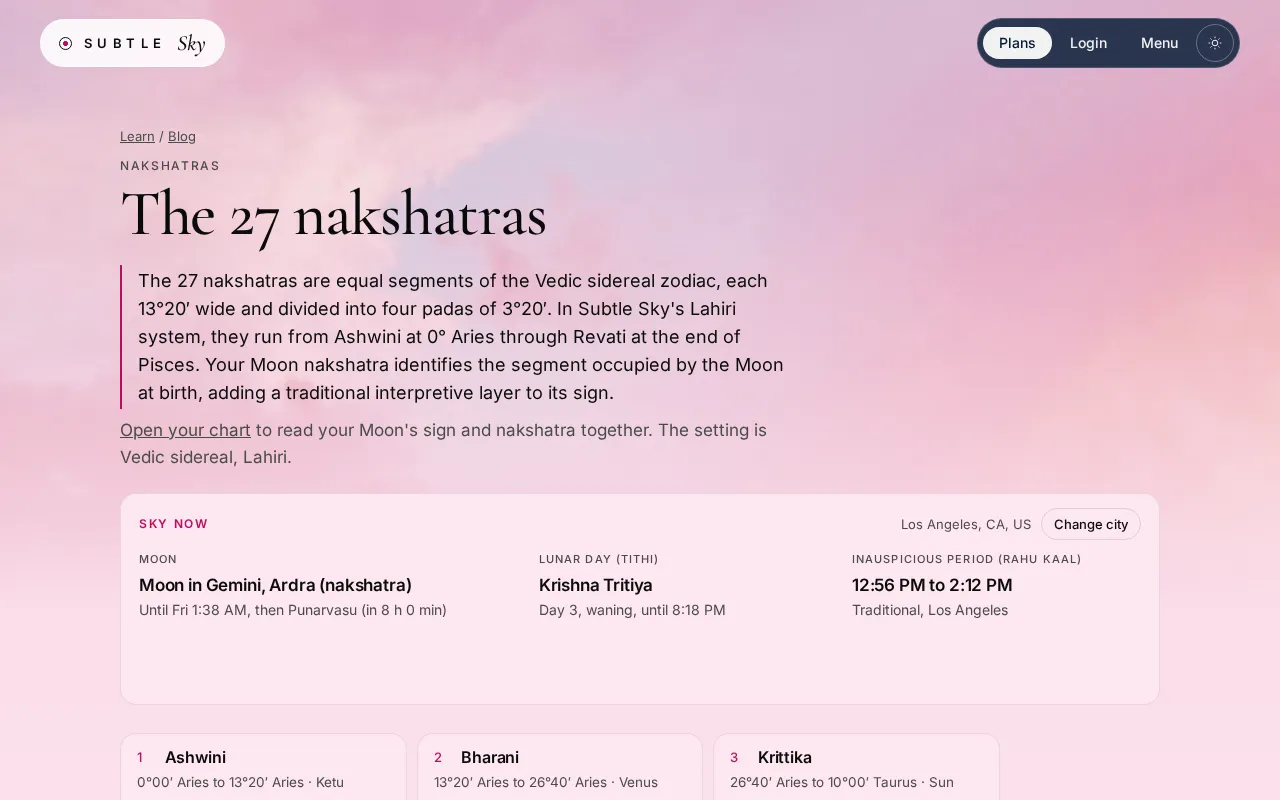 SUBTLE Sky
Plans Login Menu
Learn / Blog
NAKSHATRAS
The 27 nakshatras
The 27 nakshatras are equal segments of the Vedic sidereal zodiac, each
13°20′ wide and divided into four padas of 3°20′. In Subtle Sky's Lahiri
system, they run from Ashwini at 0° Aries through Revati at the end of
Pisces. Your Moon nakshatra identifies the segment occupied by the Moon
at birth, adding a traditional interpretive layer to its sign.
Open your chart to read your Moon's sign and nakshatra together. The setting is
Vedic sidereal, Lahiri.
SKY NOW
Los Angeles, CA, US Change city
MOON
Moon in Gemini, Ardra (nakshatra)
Until Fri 1:38 AM, then Punarvasu (in 8 h 0 min)
LUNAR DAY (TITHI)
Krishna Tritiya
Day 3, waning, until 8:18 PM
INAUSPICIOUS PERIOD (RAHU KAAL)
12:56 PM to 2:12 PM
Traditional, Los Angeles
1 Ashwini
0°00′ Aries to 13°20′ Aries · Ketu
2 Bharani
13°20′ Aries to 26°40′ Aries · Venus
3 Krittika
26°40′ Aries to 10°00′ Taurus · Sun